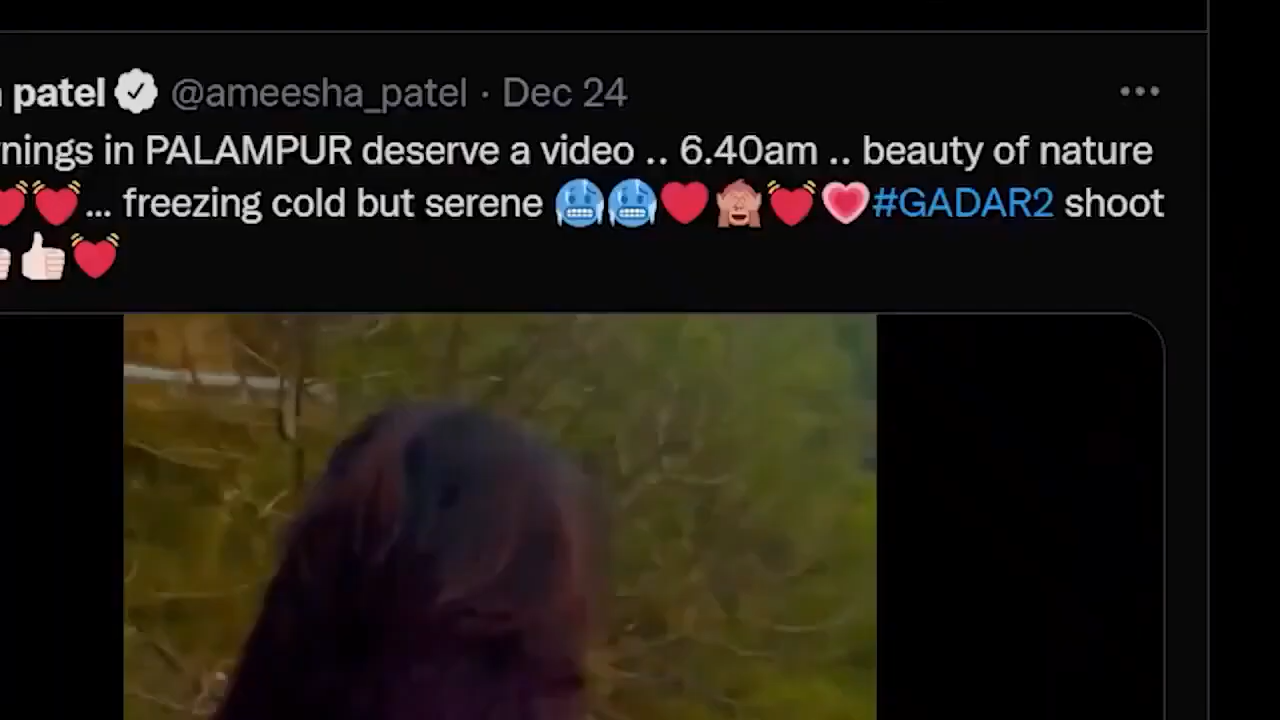 patel @ameesha_patel · Dec 24
in PALAMPUR deserve a video .. 6.40am .. beauty of nature
💓💓... freezing cold but serene 🥶🥶❤️🙈💓💗#GADAR2 shoot
👍🏻👍🏻💓